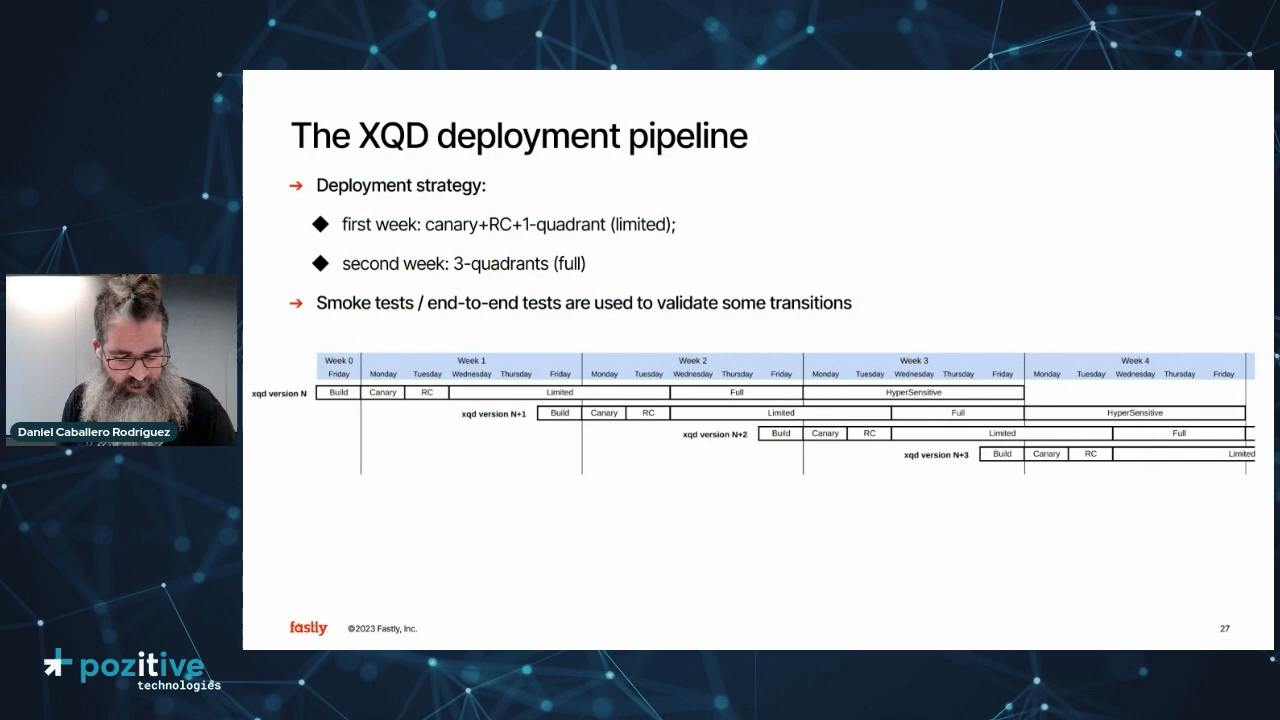 The XQD deployment pipeline
→ Deployment strategy:
◆ first week: canary+RC+1-quadrant (limited);
◆ second week: 3-quadrants (full)
→ Smoke tests / end-to-end tests are used to validate some transitions
Week 0 Week 1 Week 2 Week 3 Week 4
Friday Monday Tuesday Wednesday Thursday Friday Monday Tuesday Wednesday Thursday Friday Monday Tuesday Wednesday Thursday Friday Monday Tuesday Wednesday Thursday Friday
xqd version N Build Canary RC Limited Full HyperSensitive
xqd version N+1 Build Canary RC Limited Full HyperSensitive
xqd version N+2 Build Canary RC Limited Full
xqd version N+3 Build Canary RC Limited
Daniel Caballero Rodríguez
fastly ©2023 Fastly, Inc. 27
pozitive
technologies